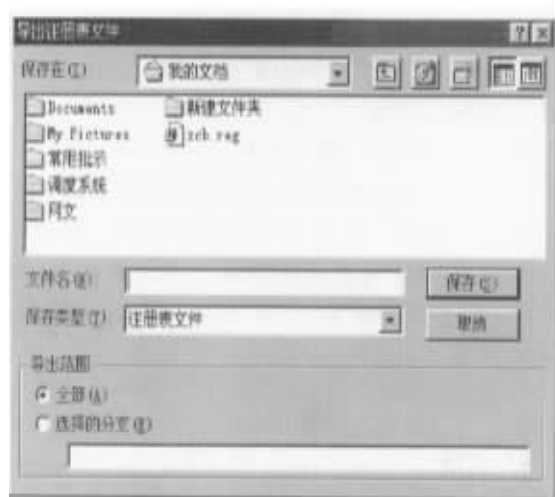 导出注册表文件
保存在(I): 我的文档
Documents 新建文件夹
My Pictures zcb.reg
常用批示
调度系统
网文
文件名(N): 保存(S)
保存类型(T): 注册表文件 取消
导出范围
全部(A)
选择的分支(E)